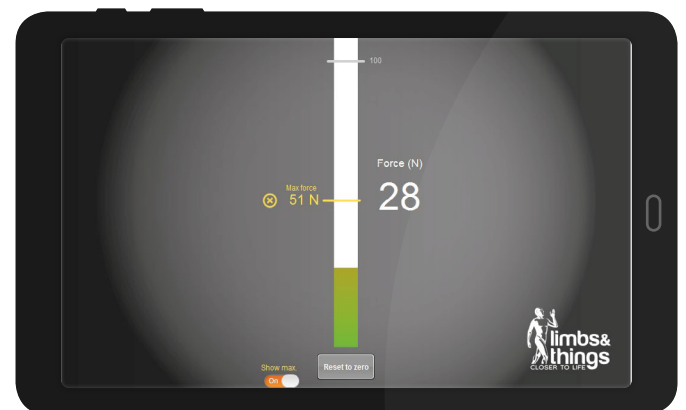 100
Force (N)
Max force
51 N
28
limbs&
things
CLOSER TO LIFE
Show max.
On
Reset to zero